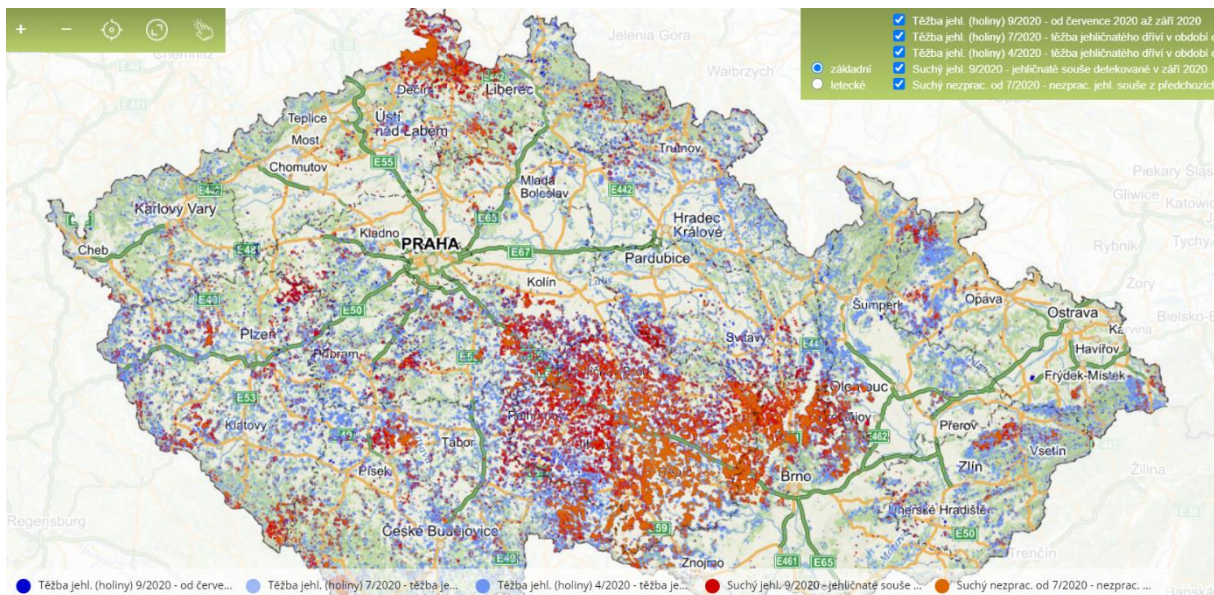 Těžba jehl. (holiny) 9/2020 - od července 2020 až září 2020
Těžba jehl. (holiny) 7/2020 - těžba jehličnatého dříví v období
Těžba jehl. (holiny) 4/2020 - těžba jehličnatého dříví v období
základní
Suchý jehl. 9/2020 - jehličnaté souše detekované v září 2020
letecké
Suchý nezprac. od 7/2020 - nezprac. jehl. souše z předchozích
Jelenia Góra
Chemnitz
Wałbrzych
Děčín
Liberec
E442
Teplice
Ústí
nad Labem
Most
Chomutov
E55
Trutnov
Mladá
Boleslav
E442
E442
Karlovy Vary
E65
Hradec
Králové
Piekary Śląs
Gliwice
Katowic
Cheb
E48
Kladno
PRAHA
E67
Pardubice
Rybnik
Tychy
Kolín
Labe
Żory
E49
E50
Šumperk
Opava
Ostrava
Bielsko-B
Plzeň
Příbram
Svitavy
Karviná
Havířov
Frýdek-Místek
E53
Olomouc
Klatovy
Tábor
Přerov
E462
Vsetín
Písek
Zlín
Žilina
Brno
Regensburg
České Budějovice
E59
Uherské Hradiště
E50
E49
Znojmo
E461
E65
Trenčín
Těžba jehl. (holiny) 9/2020 - od červe...
Těžba jehl. (holiny) 7/2020 - těžba je...
Těžba jehl. (holiny) 4/2020 - těžba je...
Suchý jehl. 9/2020 - jehličnaté souše ...
Suchý nezprac. od 7/2020 - nezprac. ...